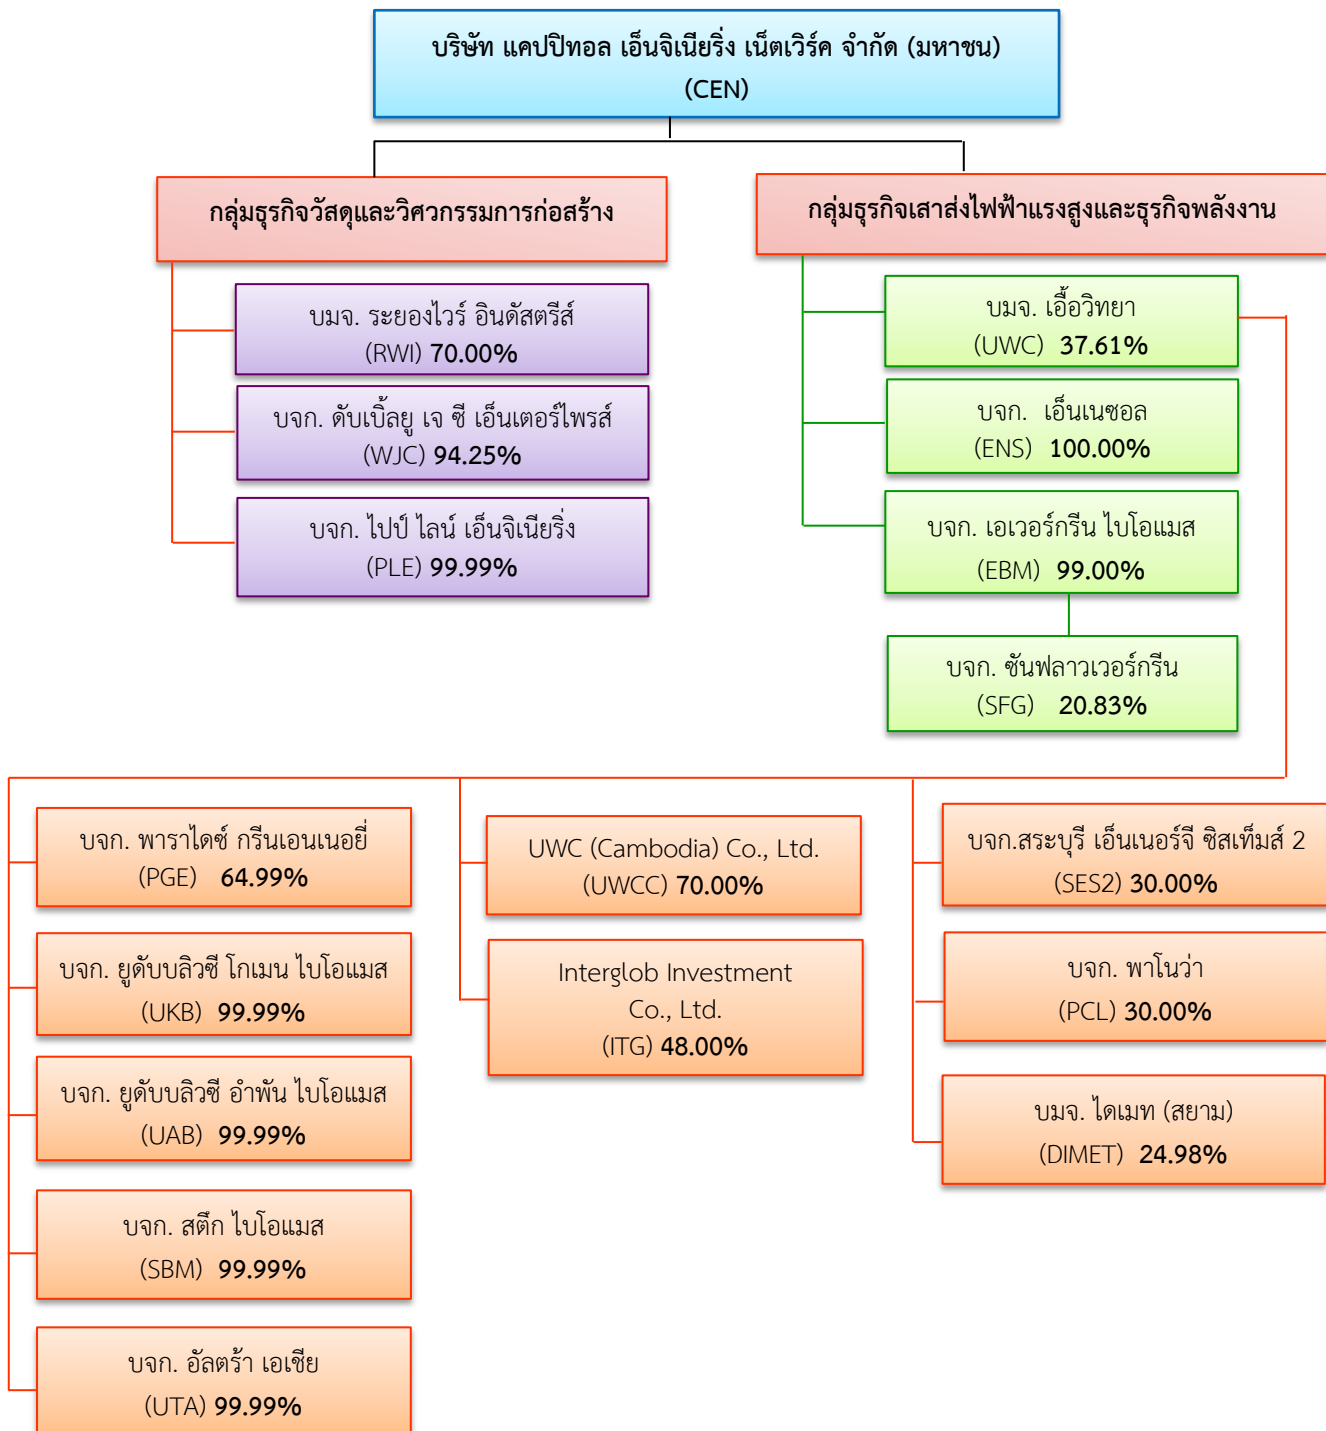 บริษัท แคปปิทอล เอ็นจิเนียริ่ง เน็ตเวิร์ค จำกัด (มหาชน)
(CEN)
กลุ่มธุรกิจวัสดุและวิศวกรรมการก่อสร้าง
กลุ่มธุรกิจเสาส่งไฟฟ้าแรงสูงและธุรกิจพลังงาน
บมจ. ระยองไวร์ อินดัสตรีส์
(RWI) 70.00%
บจก. ดับเบิ้ลยู เจ ซี เอ็นเตอร์ไพรส์
(WJC) 94.25%
บจก. ไปป์ ไลน์ เอ็นจิเนียริ่ง
(PLE) 99.99%
บมจ. เอื้อวิทยา
(UWC) 37.61%
บจก. เอ็นเนซอล
(ENS) 100.00%
บจก. เอเวอร์กรีน ไบโอแมส
(EBM) 99.00%
บจก. ซันฟลาวเวอร์กรีน
(SFG) 20.83%
บจก. พาราไดซ์ กรีนเอนเนอยี่
(PGE) 64.99%
บจก. ยูดับบลิวซี โกเมน ไบโอแมส
(UKB) 99.99%
บจก. ยูดับบลิวซี อำพัน ไบโอแมส
(UAB) 99.99%
บจก. สตึก ไบโอแมส
(SBM) 99.99%
บจก. อัลตร้า เอเชีย
(UTA) 99.99%
UWC (Cambodia) Co., Ltd.
(UWCC) 70.00%
Interglob Investment
Co., Ltd.
(ITG) 48.00%
บจก.สระบุรี เอ็นเนอร์จี ซิสเท็มส์ 2
(SES2) 30.00%
บจก. พาโนว่า
(PCL) 30.00%
บมจ. ไดเมท (สยาม)
(DIMET) 24.98%